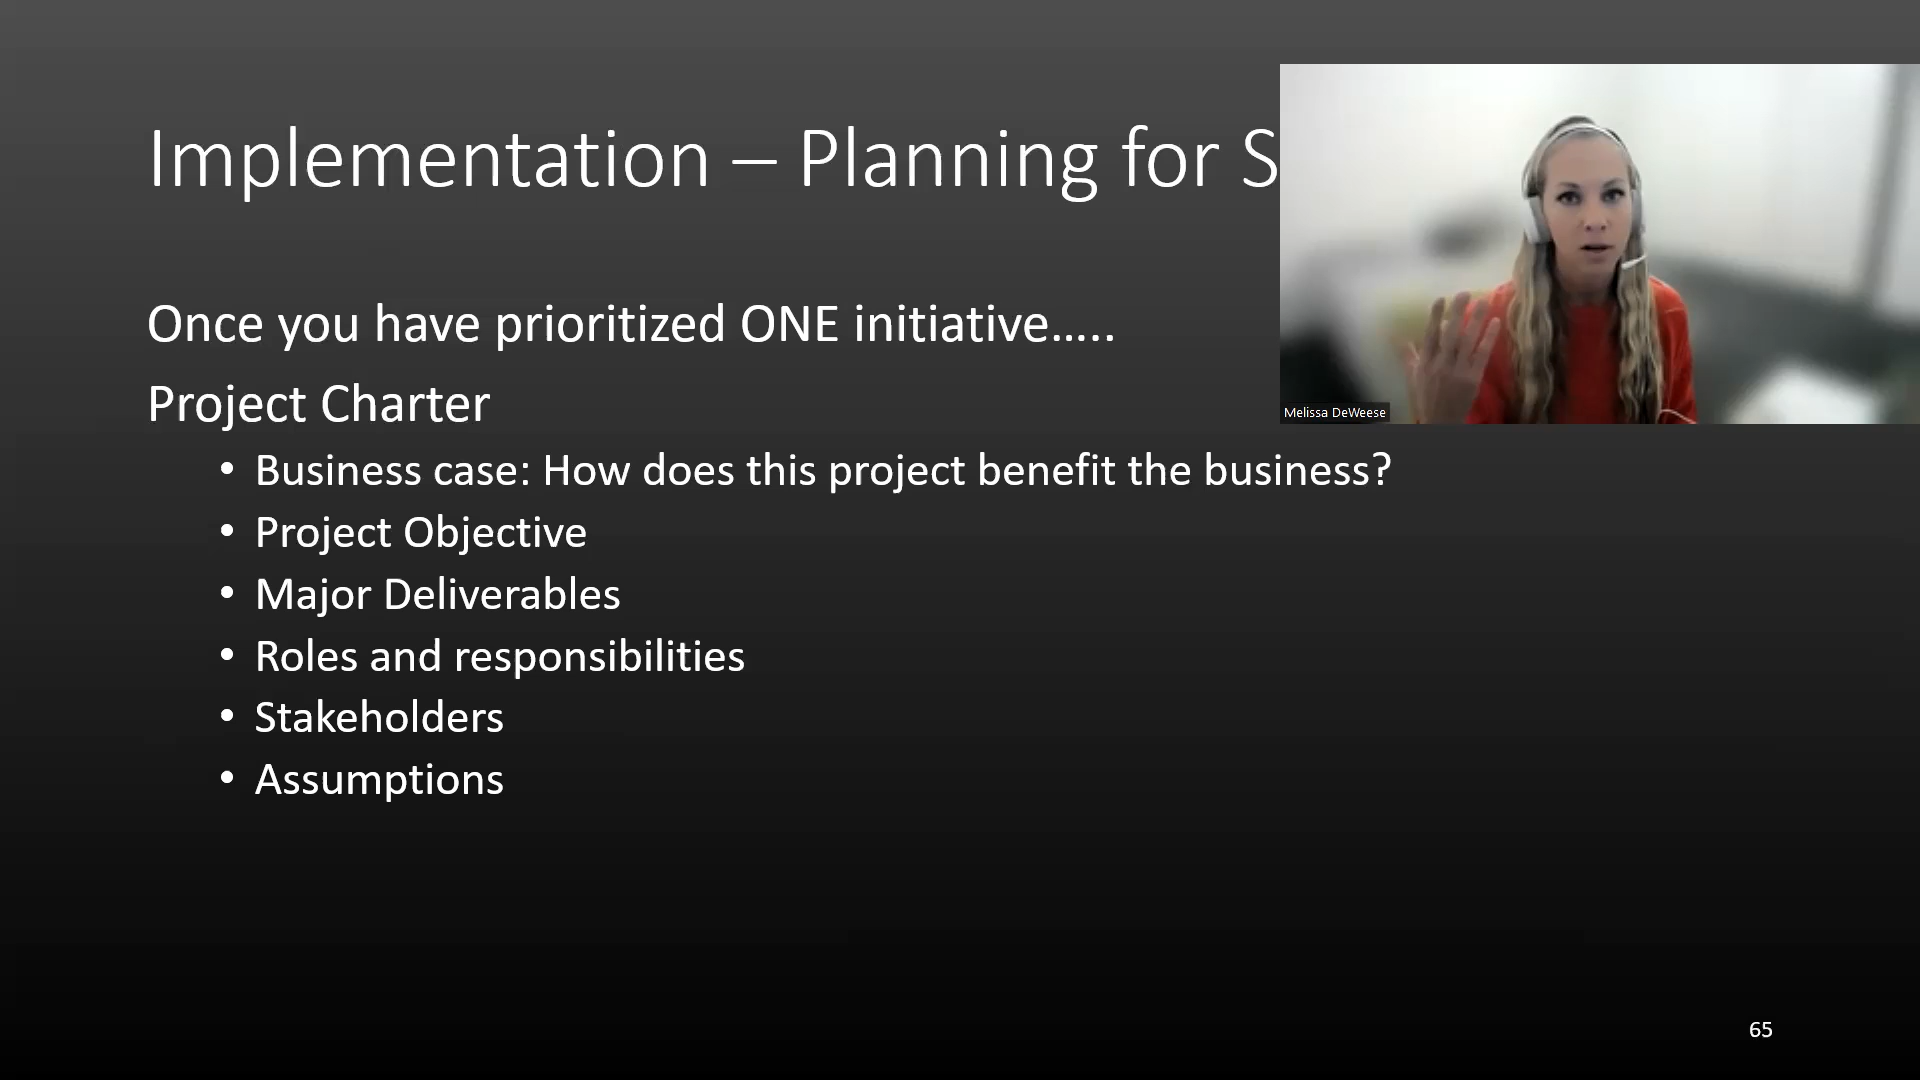 Implementation – Planning for S
Once you have prioritized ONE initiative…..
Project Charter
• Business case: How does this project benefit the business?
• Project Objective
• Major Deliverables
• Roles and responsibilities
• Stakeholders
• Assumptions
Melissa DeWeese
65